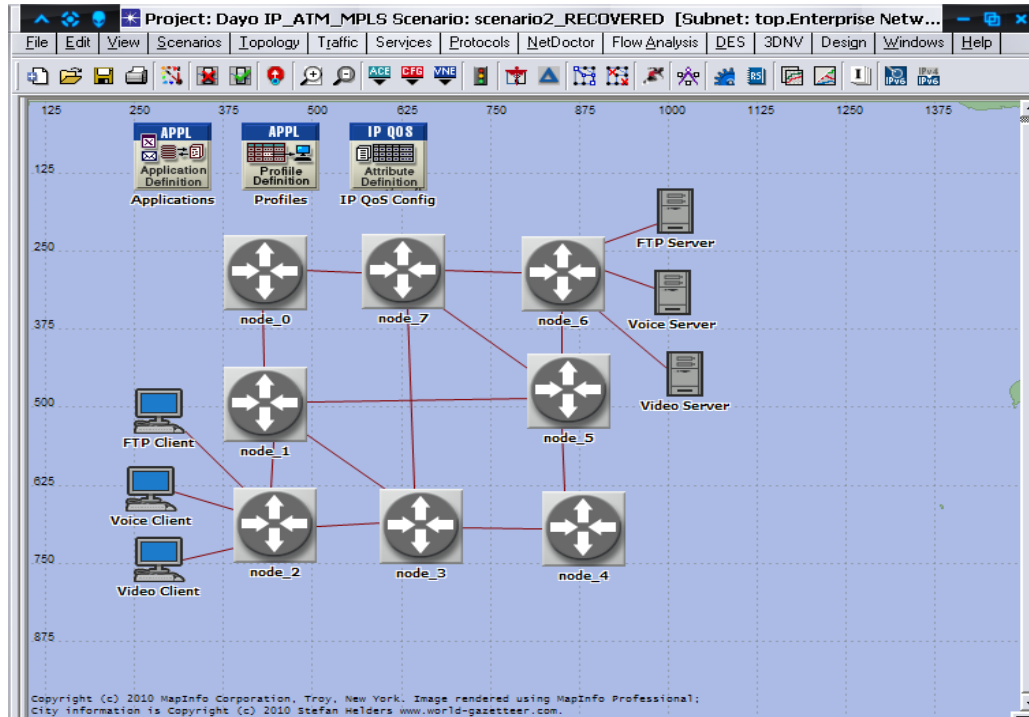 Project: Dayo IP_ATM_MPLS Scenario: scenario2_RECOVERED [Subnet: top.Enterprise Netw...
File Edit View Scenarios Topology Traffic Services Protocols NetDoctor Flow Analysis DES 3DNV Design Windows Help
ACE CFG VNE RS IPv6 IPv4 IPv6
125 250 375 500 625 750 875 1000 1125 1250 1375
APPL APPL IP QOS
Application Definition Profile Definition Attribute Definition
Applications Profiles IP QoS Config
125
250
FTP Server
node_0 node_7 node_6 Voice Server
375
Video Server
500
FTP Client node_1 node_5
625
Voice Client
750
node_2 node_3 node_4
Video Client
875
Copyright (c) 2010 MapInfo Corporation, Troy, New York. Image rendered using MapInfo Professional;
City information is Copyright (c) 2010 Stefan Helders www.world-gazetteer.com.